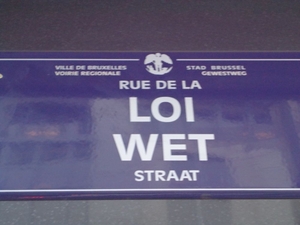 VILLE DE BRUXELLES STAD BRUSSEL
VOIRIE REGIONALE GEWESTWEG
RUE DE LA
LOI
WET
STRAAT